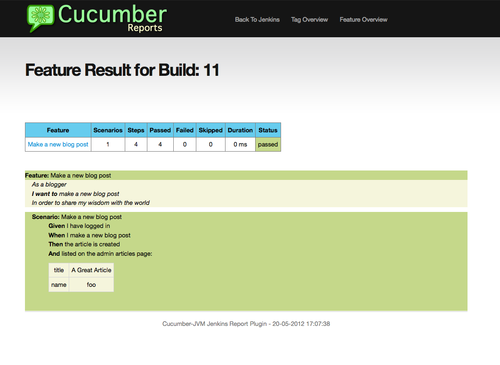 Cucumber
Reports
Back To Jenkins Tag Overview Feature Overview
Feature Result for Build: 11
Feature Scenarios Steps Passed Failed Skipped Duration Status
Make a new blog post 1 4 4 0 0 0 ms passed
Feature: Make a new blog post
As a blogger
I want to make a new blog post
In order to share my wisdom with the world
Scenario: Make a new blog post
Given I have logged in
When I make a new blog post
Then the article is created
And listed on the admin articles page:
title A Great Article
name foo
Cucumber-JVM Jenkins Report Plugin - 20-05-2012 17:07:38